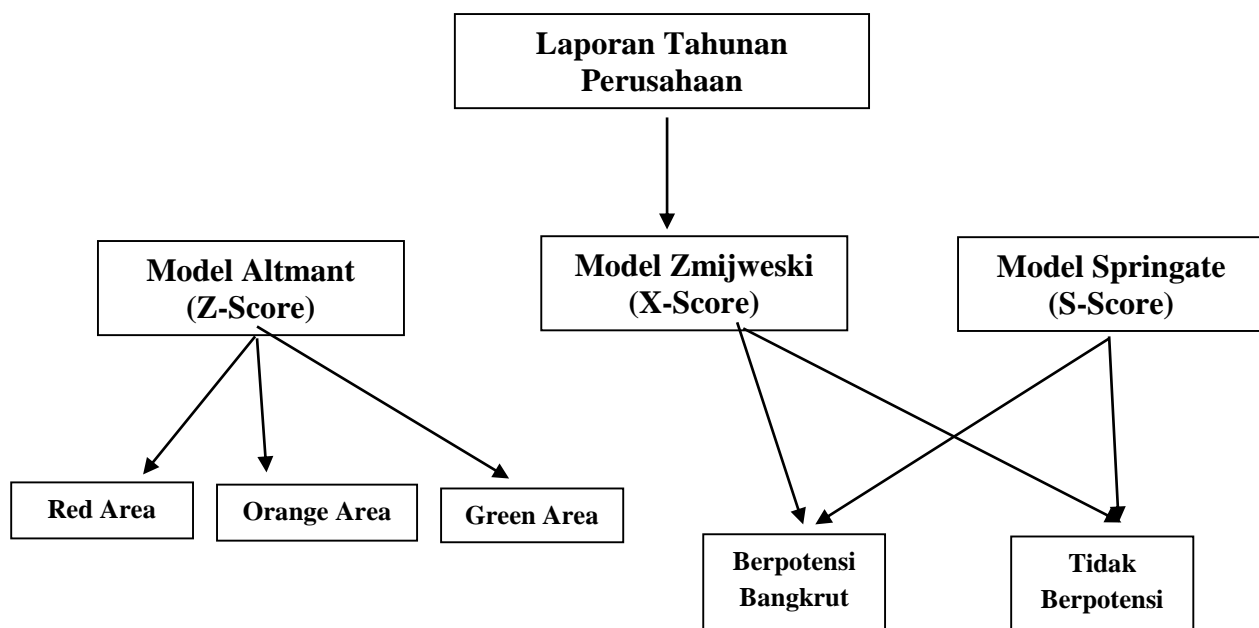 Laporan Tahunan
Perusahaan
Model Altmant
(Z-Score)
Model Zmijweski
(X-Score)
Model Springate
(S-Score)
Red Area
Orange Area
Green Area
Berpotensi
Bangkrut
Tidak
Berpotensi